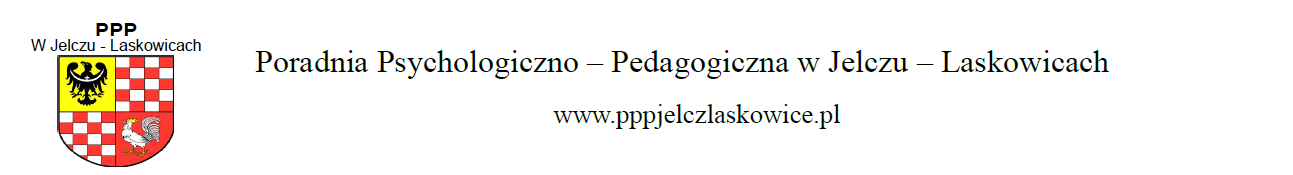 PPP
W Jelczu - Laskowicach
Poradnia Psychologiczno – Pedagogiczna w Jelczu – Laskowicach
www.pppjelczlaskowice.pl